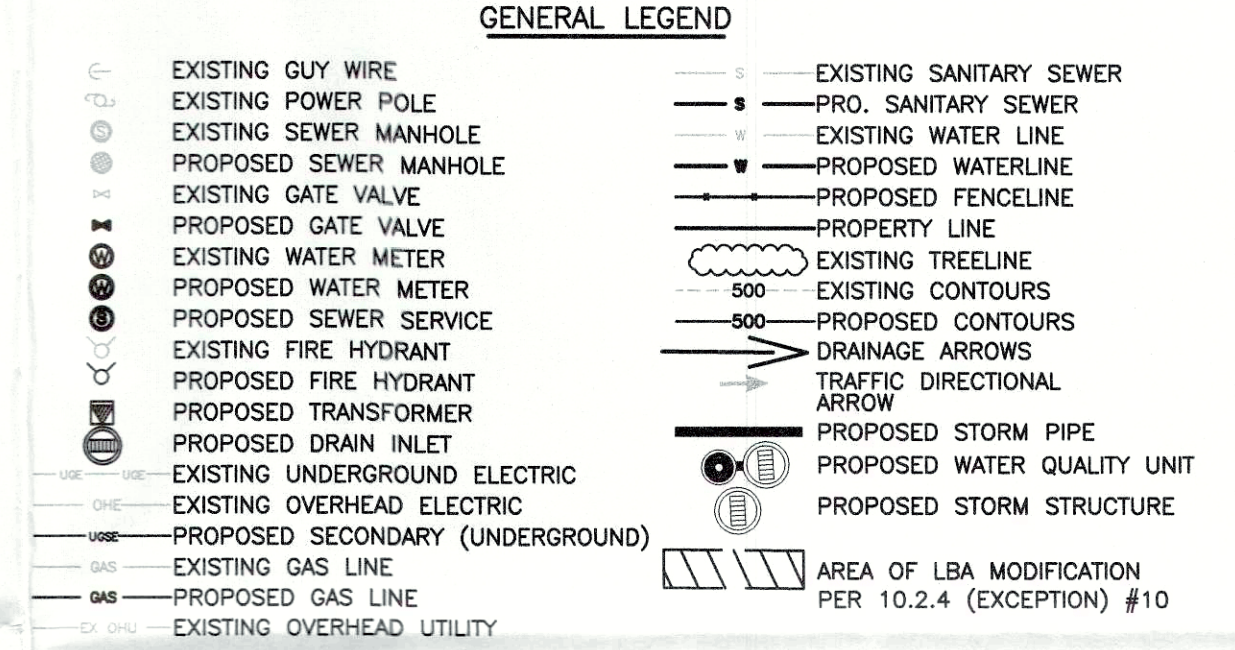 GENERAL LEGEND
EXISTING GUY WIRE
EXISTING POWER POLE
S EXISTING SEWER MANHOLE
PROPOSED SEWER MANHOLE
EXISTING GATE VALVE
PROPOSED GATE VALVE
W EXISTING WATER METER
W PROPOSED WATER METER
S PROPOSED SEWER SERVICE
EXISTING FIRE HYDRANT
PROPOSED FIRE HYDRANT
PROPOSED TRANSFORMER
PROPOSED DRAIN INLET
UGE UGE EXISTING UNDERGROUND ELECTRIC
OHE EXISTING OVERHEAD ELECTRIC
UGSE PROPOSED SECONDARY (UNDERGROUND)
GAS EXISTING GAS LINE
GAS PROPOSED GAS LINE
EX OHU EXISTING OVERHEAD UTILITY
S EXISTING SANITARY SEWER
S PRO. SANITARY SEWER
W EXISTING WATER LINE
W PROPOSED WATERLINE
PROPOSED FENCELINE
PROPERTY LINE
EXISTING TREELINE
500 EXISTING CONTOURS
500 PROPOSED CONTOURS
DRAINAGE ARROWS
TRAFFIC DIRECTIONAL
ARROW
PROPOSED STORM PIPE
PROPOSED WATER QUALITY UNIT
PROPOSED STORM STRUCTURE
AREA OF LBA MODIFICATION
PER 10.2.4 (EXCEPTION) #10